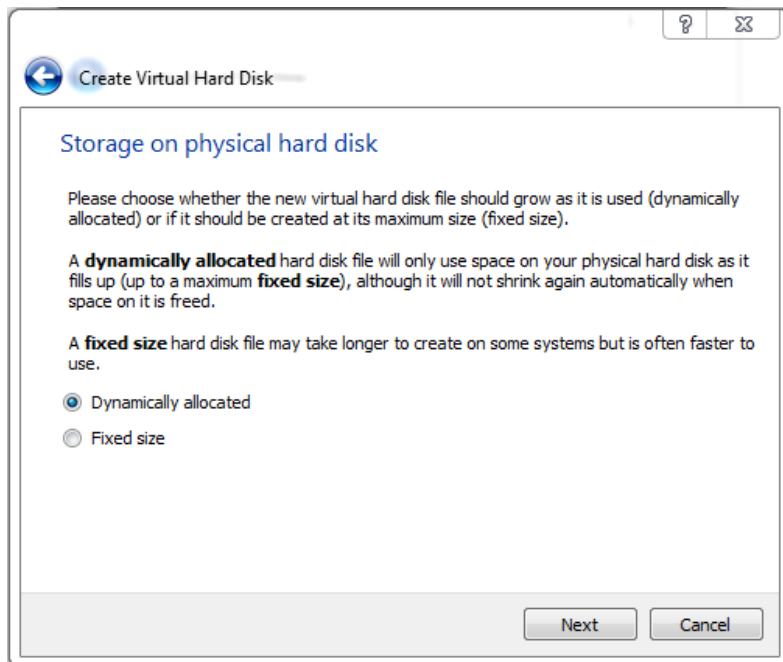 ?
Create Virtual Hard Disk
Storage on physical hard disk
Please choose whether the new virtual hard disk file should grow as it is used (dynamically
allocated) or if it should be created at its maximum size (fixed size).
A dynamically allocated hard disk file will only use space on your physical hard disk as it
fills up (up to a maximum fixed size), although it will not shrink again automatically when
space on it is freed.
A fixed size hard disk file may take longer to create on some systems but is often faster to
use.
Dynamically allocated
Fixed size
Next
Cancel